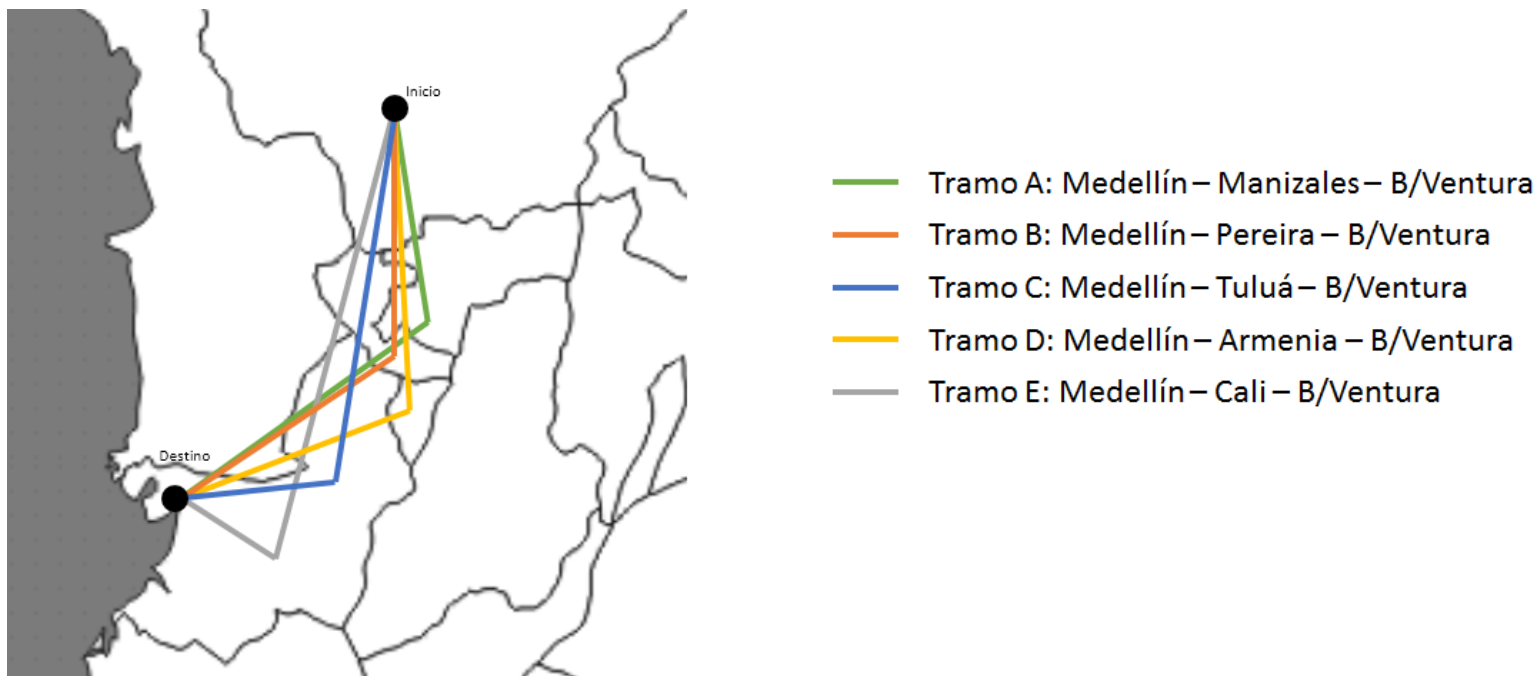 Inicio
Destino
Tramo A: Medellín – Manizales – B/Ventura
Tramo B: Medellín – Pereira – B/Ventura
Tramo C: Medellín – Tuluá – B/Ventura
Tramo D: Medellín – Armenia – B/Ventura
Tramo E: Medellín – Cali – B/Ventura